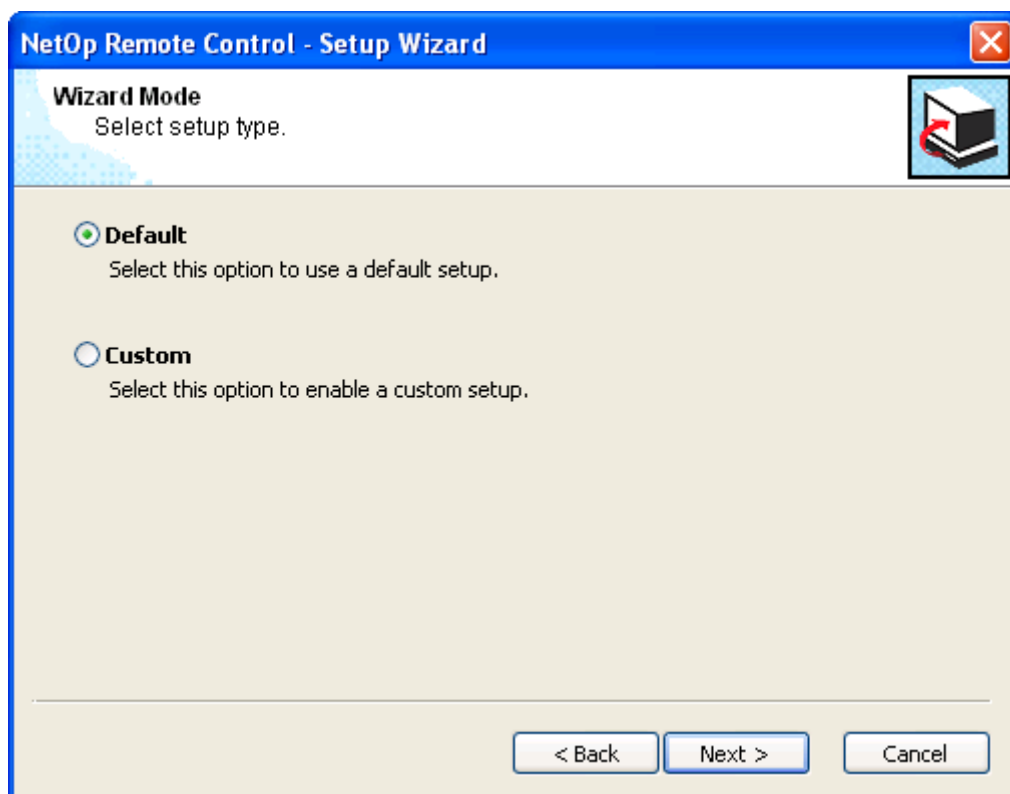 NetOp Remote Control - Setup Wizard
Wizard Mode
Select setup type.
Default
Select this option to use a default setup.
Custom
Select this option to enable a custom setup.
< Back
Next >
Cancel